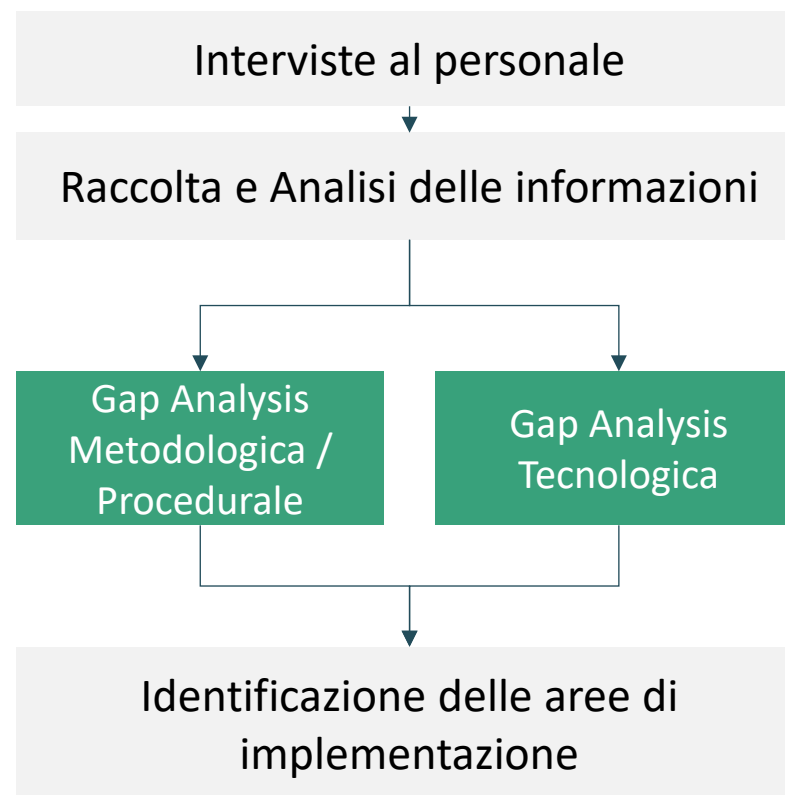 Interviste al personale
Raccolta e Analisi delle informazioni
Gap Analysis
Metodologica /
Procedurale
Gap Analysis
Tecnologica
Identificazione delle aree di
implementazione